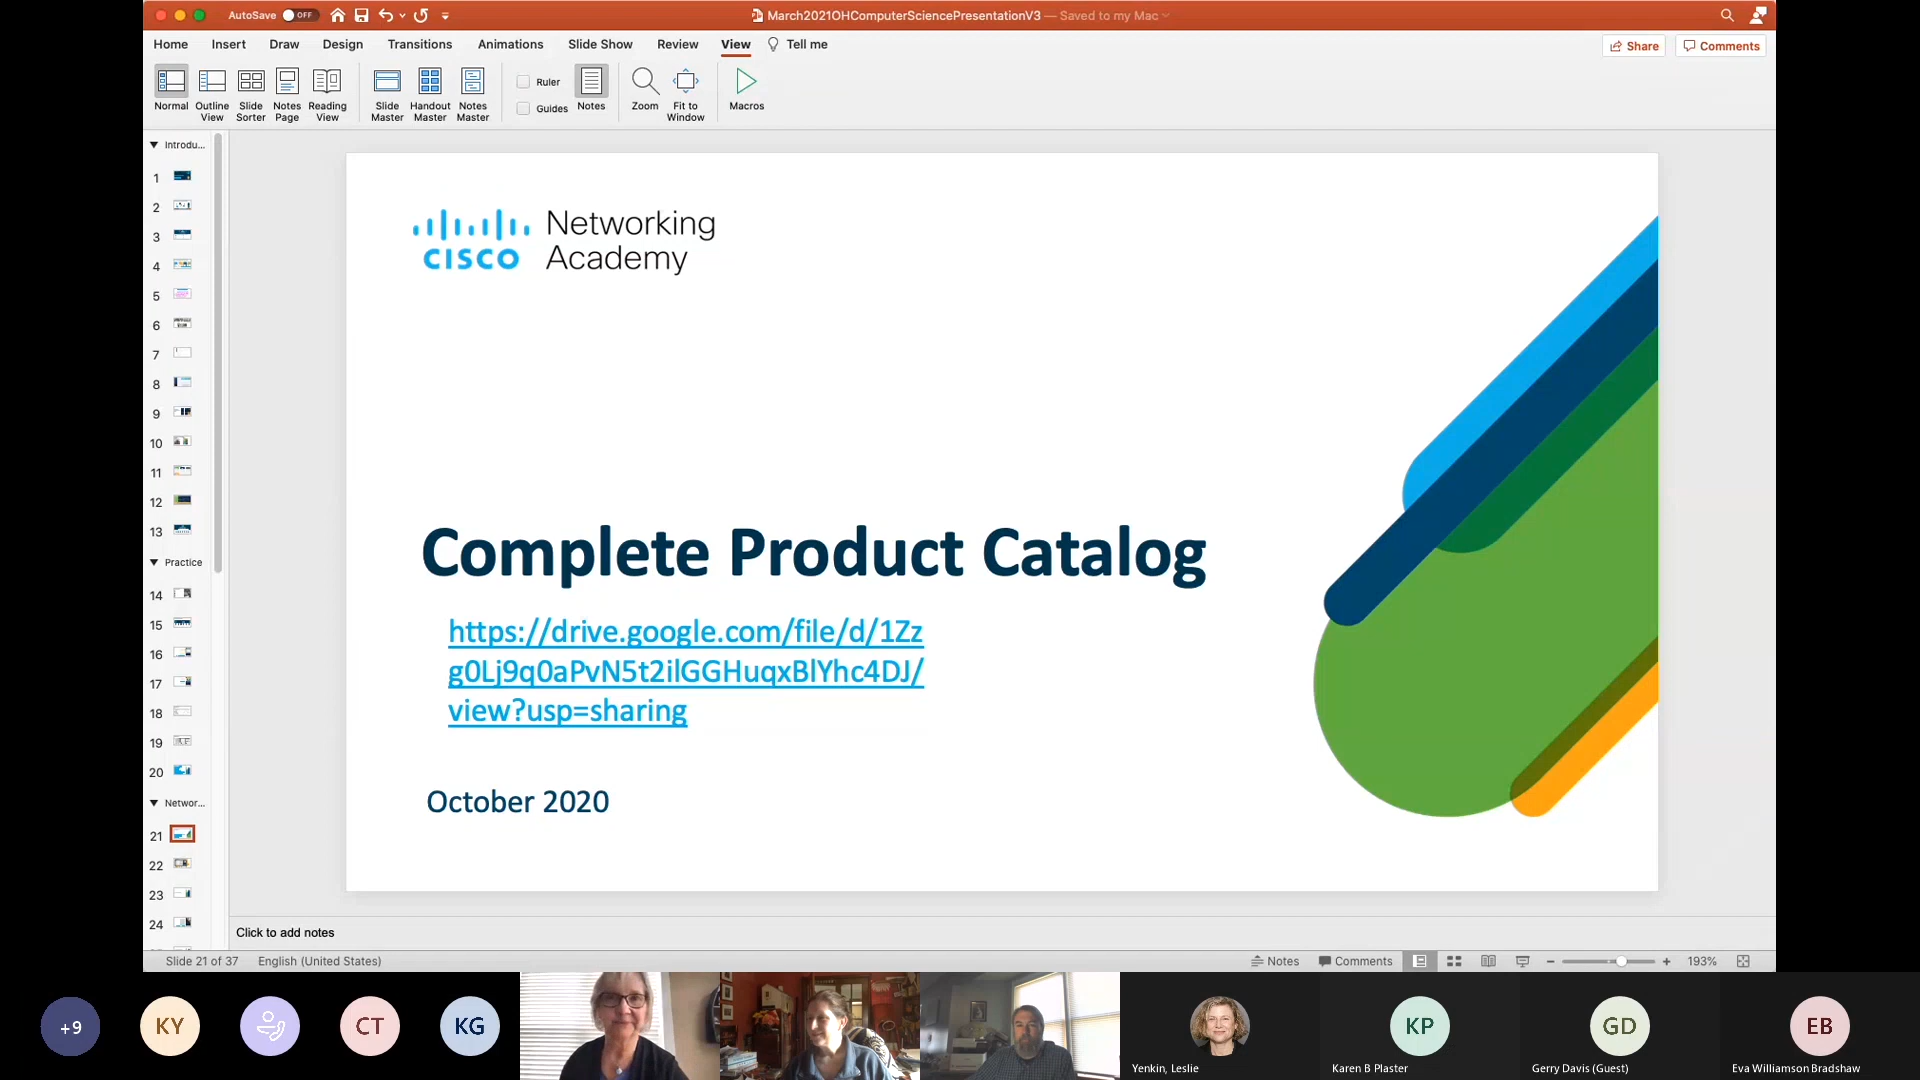 AutoSave OFF
March2021OHComputerSciencePresentationV3 — Saved to my Mac
Home Insert Draw Design Transitions Animations Slide Show Review View Tell me
Share Comments
Normal
Outline View
Slide Sorter
Notes Page
Reading View
Slide Master
Handout Master
Notes Master
Ruler
Guides
Notes
Zoom
Fit to Window
Macros
Introdu...
1
2
3
4
5
6
7
8
9
10
11
12
13
Practice
14
15
16
17
18
19
20
Networ...
21
22
23
24
CISCO
Networking
Academy
Complete Product Catalog
https://drive.google.com/file/d/1Zz
g0Lj9q0aPvN5t2ilGGHuqxBlYhc4DJ/
view?usp=sharing
October 2020
Click to add notes
Slide 21 of 37 English (United States)
Notes Comments 193%
+9
KY
CT
KG
Yenkin, Leslie
KP
Karen B Plaster
GD
Gerry Davis (Guest)
EB
Eva Williamson Bradshaw